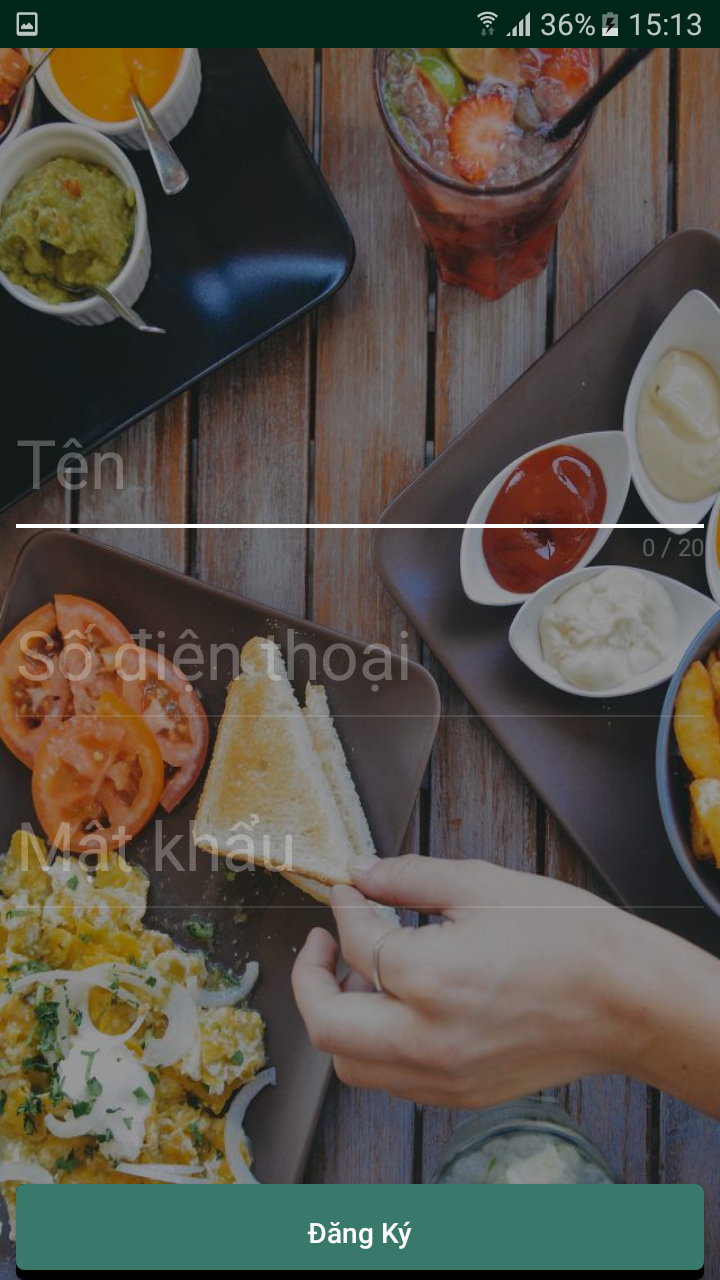 36% 15:13
Tên
0 / 20
Số điện thoại
Mật khẩu
Đăng Ký